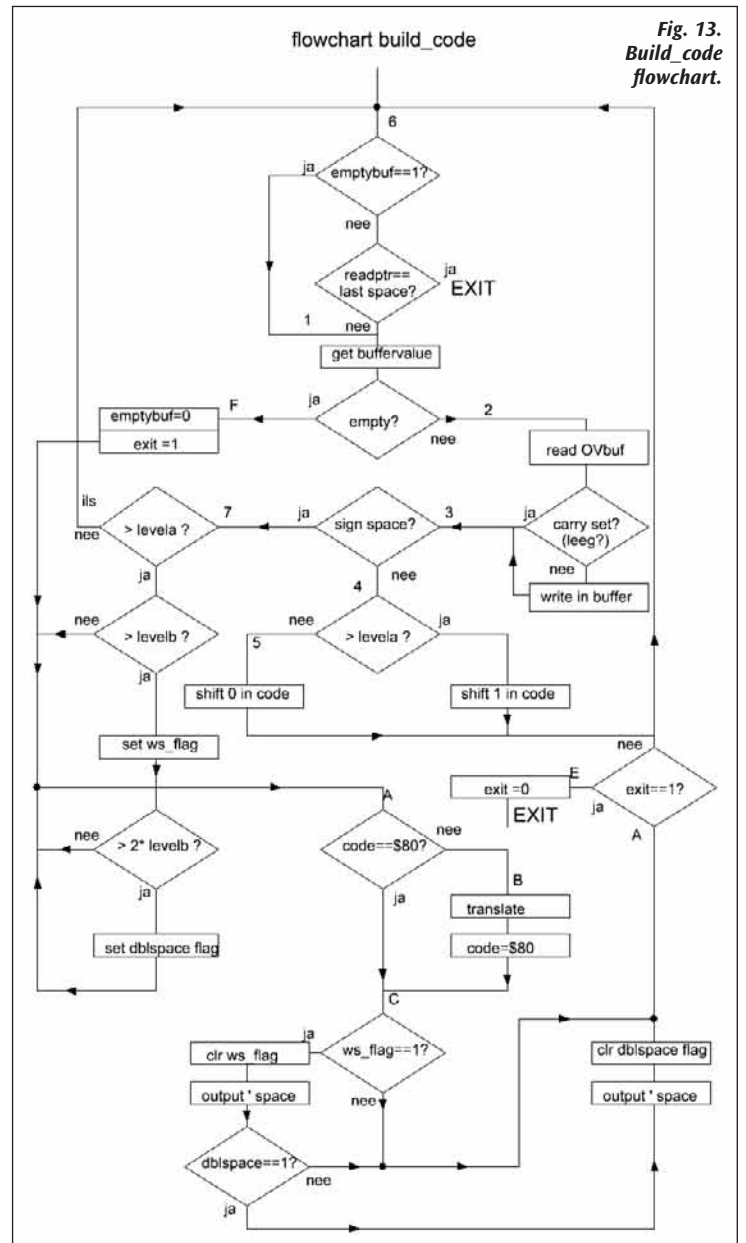 Fig. 13.
Build_code
flowchart.
flowchart build_code
6
ja
emptybuf==1?
nee
readptr==
last space?
ja
EXIT
1
nee
get buffervalue
F
ja
empty?
nee
2
emptybuf=0
exit =1
read OVbuf
ils
nee
> levela ?
7
ja
sign space?
3
ja
carry set?
(leeg?)
nee
write in buffer
ja
nee
4
nee
> levelb ?
ja
nee
> levela ?
ja
5
shift 0 in code
shift 1 in code
set ws_flag
nee
exit==1?
E
ja
A
exit =0
EXIT
A
nee
> 2* levelb ?
ja
code==$80?
nee
ja
B
translate
code=$80
set dblspace flag
C
ja
ws_flag==1?
nee
clr ws_flag
output ' space
clr dblspace flag
output ' space
dblspace==1?
nee
ja